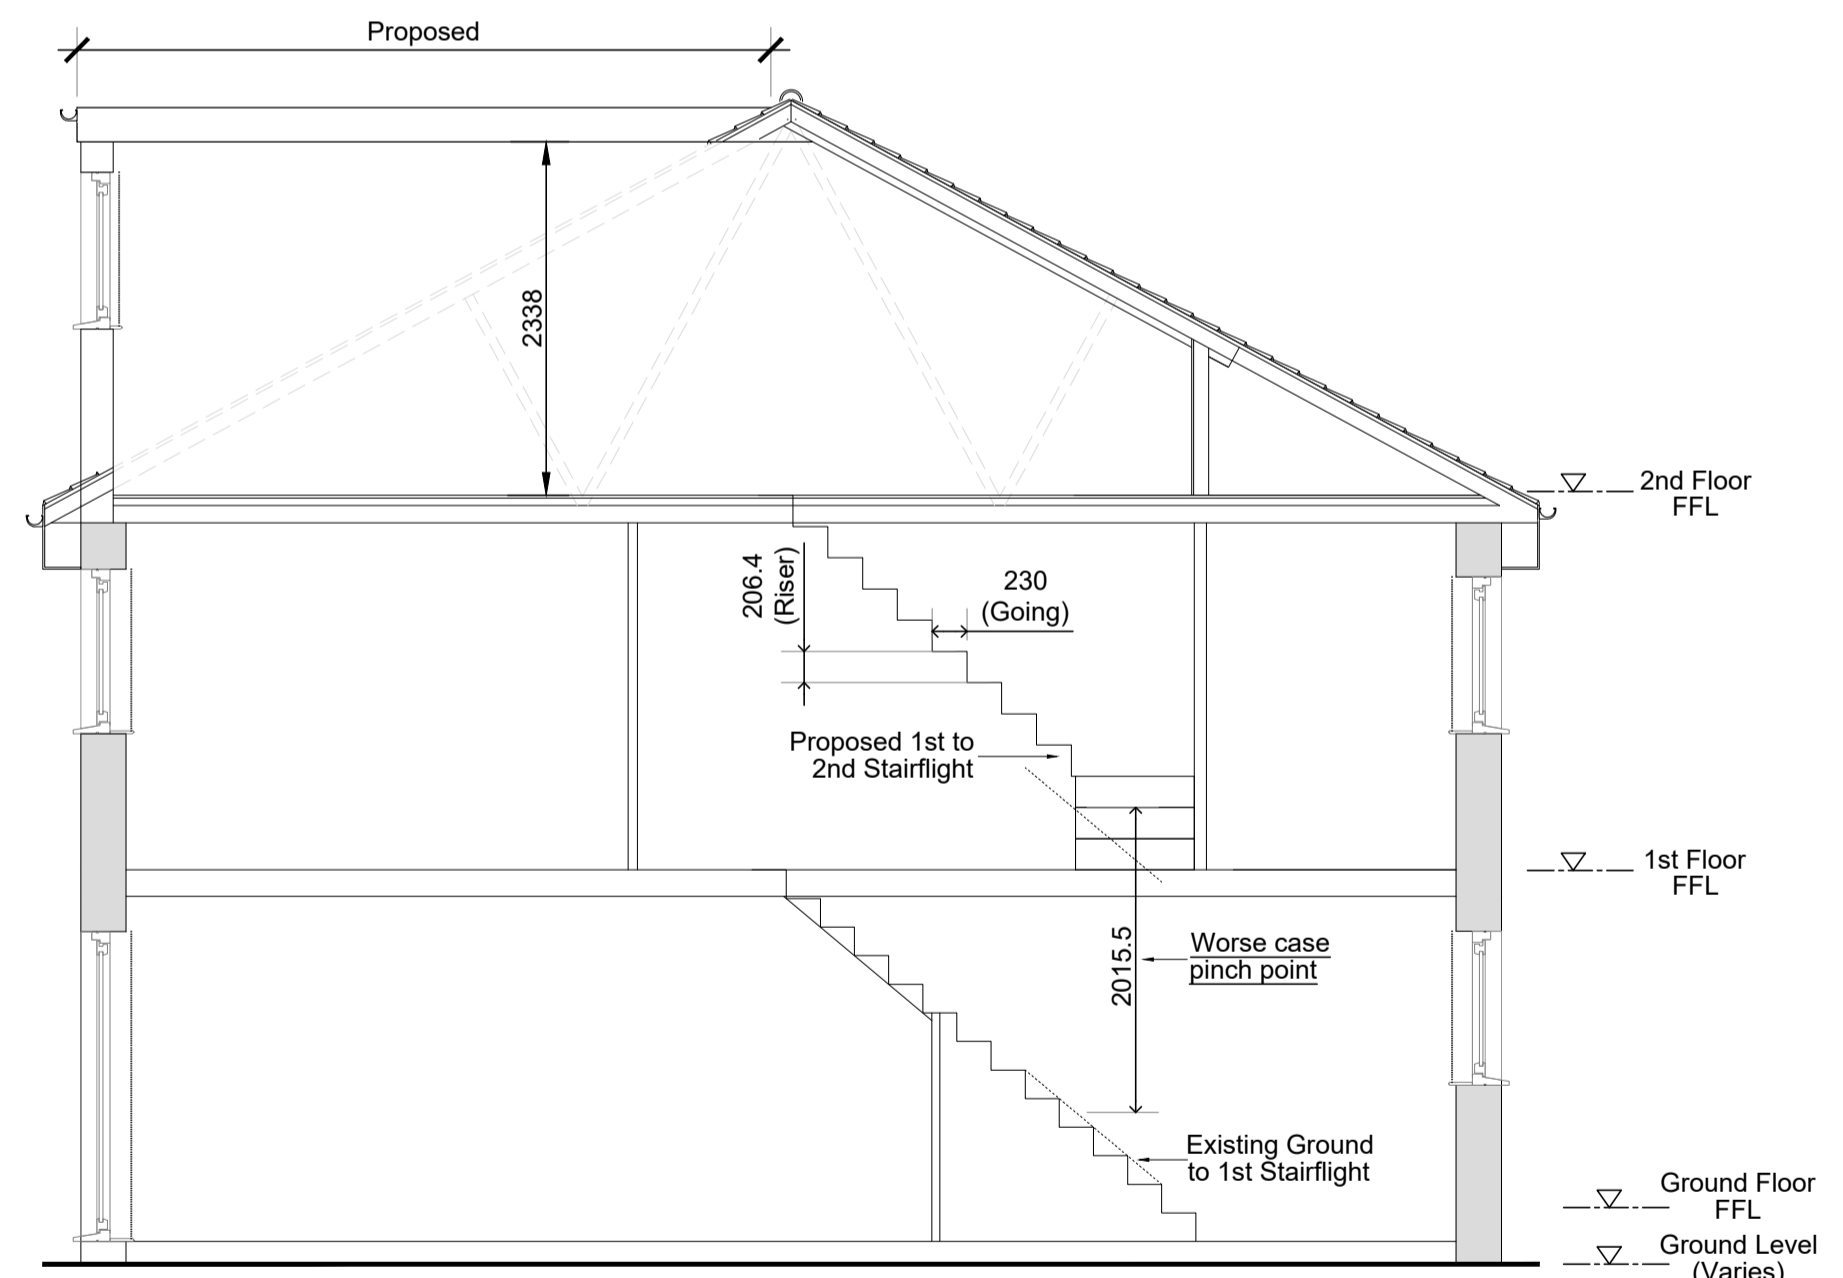 Proposed
2338
2nd Floor
FFL
206.4
(Riser)
230
(Going)
Proposed 1st to
2nd Stairflight
1st Floor
FFL
2015.5
Worse case
pinch point
Existing Ground
to 1st Stairflight
Ground Floor
FFL
Ground Level
(Varies)